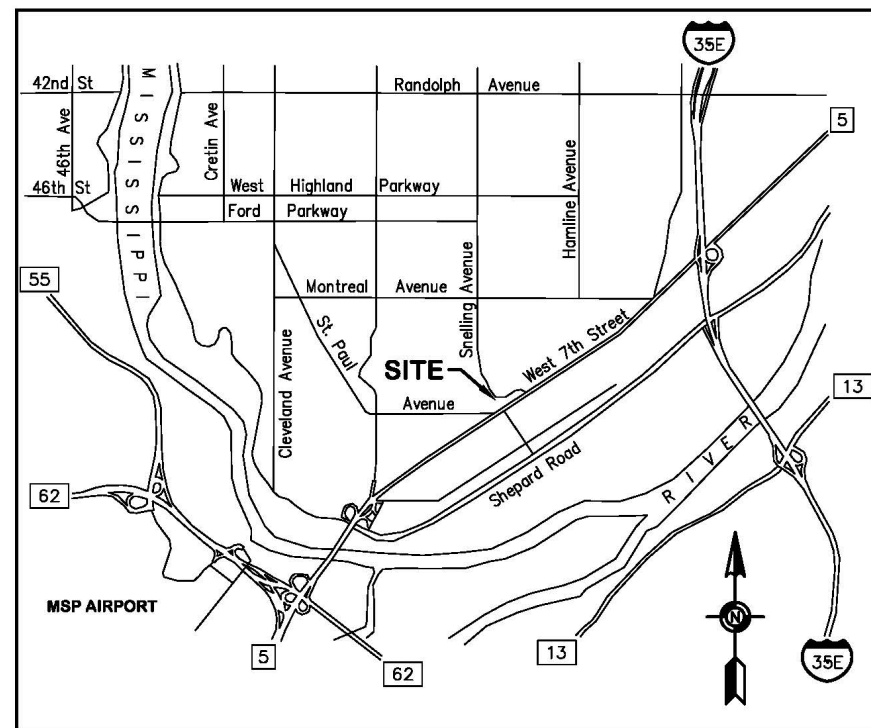 35E
42nd St
Randolph Avenue
5
46th Ave
Cretin Ave
MISSISSIPPI
Hamline Avenue
46th St
West Highland Parkway
Ford Parkway
55
Montreal Avenue
Snelling Avenue
St. Paul
Avenue
West 7th Street
SITE
Cleveland Avenue
13
RIVER
Shepard Road
62
MSP AIRPORT
N
5
62
13
35E